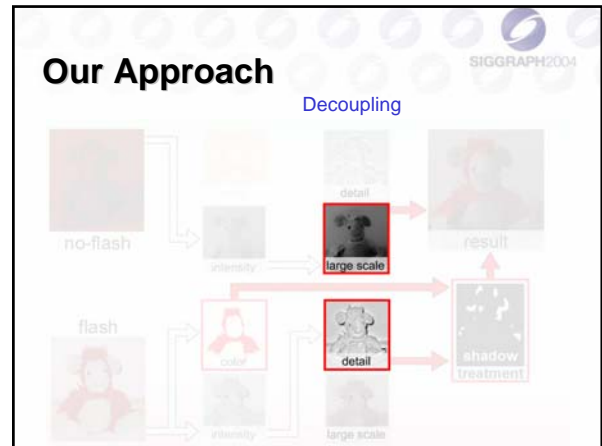 SIGGRAPH2004
Our Approach
Decoupling
detail
no-flash
result
intensity
large scale
flash
color
detail
shadow
treatment
intensity
large scale